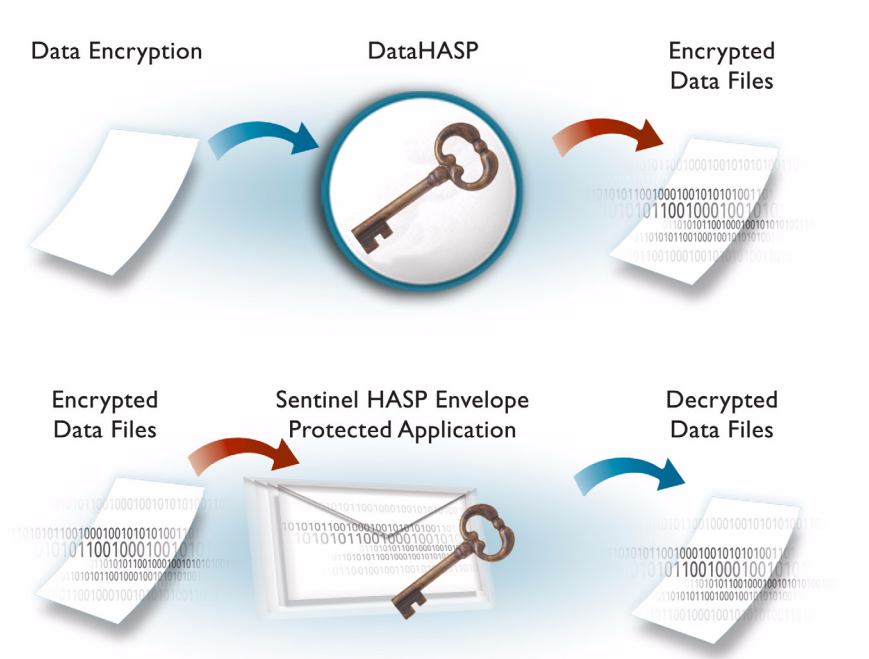 Data Encryption
DataHASP
Encrypted
Data Files
Encrypted
Data Files
Sentinel HASP Envelope
Protected Application
Decrypted
Data Files